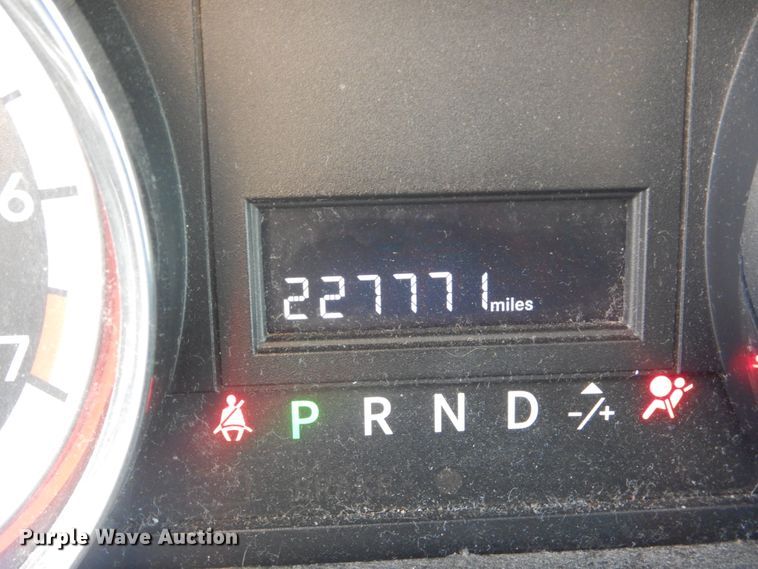 6
7
227771 miles
P R N D -/+
Purple Wave Auction®